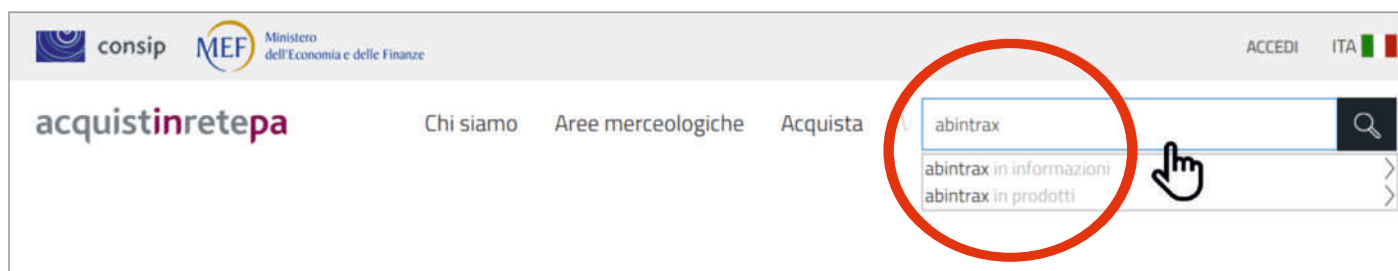 consip
MEF
Ministero
dell'Economia e delle Finanze
ACCEDI
ITA
acquistinretepa
Chi siamo
Aree merceologiche
Acquista
abintrax
abintrax in informazioni
abintrax in prodotti